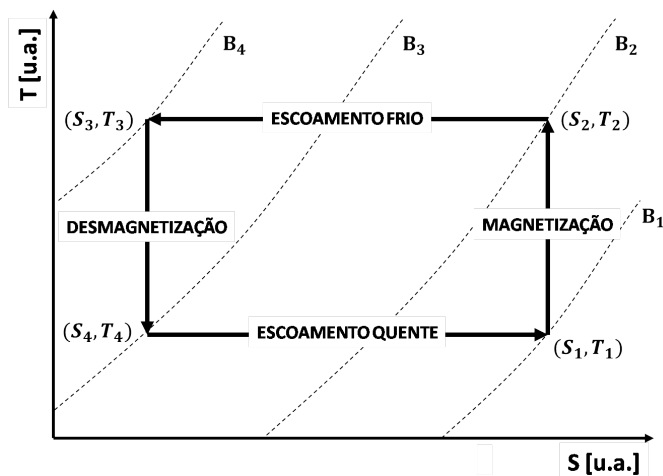 T [u.a.]
B₄
B₃
B₂
(S₃, T₃)
ESCOAMENTO FRIO
(S₂, T₂)
DESMAGNETIZAÇÃO
MAGNETIZAÇÃO
B₁
(S₄, T₄)
ESCOAMENTO QUENTE
(S₁, T₁)
S [u.a.]